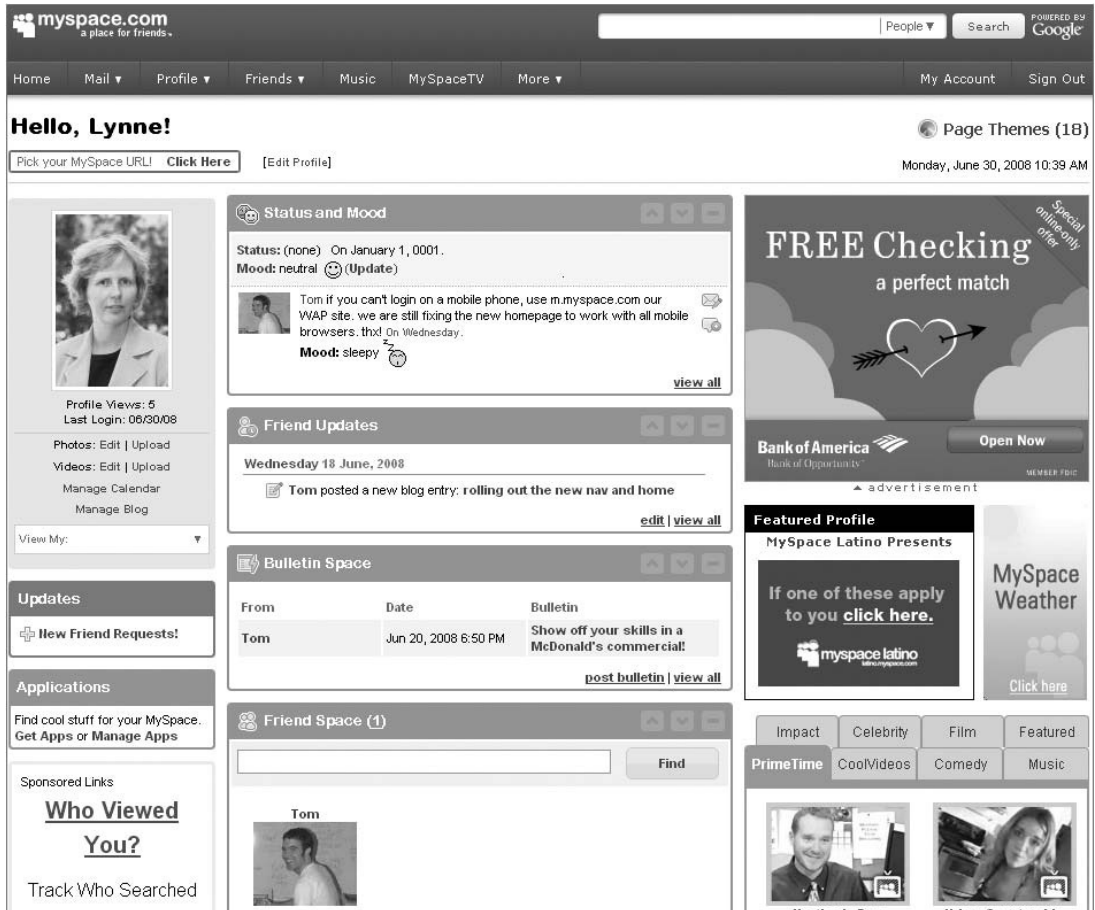 myspace.com
a place for friends
People
Search
POWERED BY
Google
Home Mail Profile Friends Music MySpaceTV More My Account Sign Out
Hello, Lynne!
Page Themes (18)
Pick your MySpace URL! Click Here
[Edit Profile]
Monday, June 30, 2008 10:39 AM
Profile Views: 5
Last Login: 06/30/08
Photos: Edit | Upload
Videos: Edit | Upload
Manage Calendar
Manage Blog
View My:
Updates
New Friend Requests!
Applications
Find cool stuff for your MySpace.
Get Apps or Manage Apps
Sponsored Links
Who Viewed
You?
Track Who Searched
Status and Mood
Status: (none) On January 1, 0001.
Mood: neutral (Update)
Tom if you can't login on a mobile phone, use m.myspace.com our
WAP site. we are still fixing the new homepage to work with all mobile
browsers. thx! On Wednesday.
Mood: sleepy
view all
Friend Updates
Wednesday 18 June, 2008
Tom posted a new blog entry: rolling out the new nav and home
edit | view all
Bulletin Space
From Date Bulletin
Tom Jun 20, 2008 6:50 PM Show off your skills in a
McDonald's commercial!
post bulletin | view all
Friend Space (1)
Find
Tom
Special
online-only
offer
FREE Checking
a perfect match
Bank of America
Bank of Opportunity
Open Now
MEMBER FDIC
advertisement
Featured Profile
MySpace Latino Presents
If one of these apply
to you click here.
myspace latino
latino.myspace.com
MySpace
Weather
Click here
Impact Celebrity Film Featured
PrimeTime CoolVideos Comedy Music